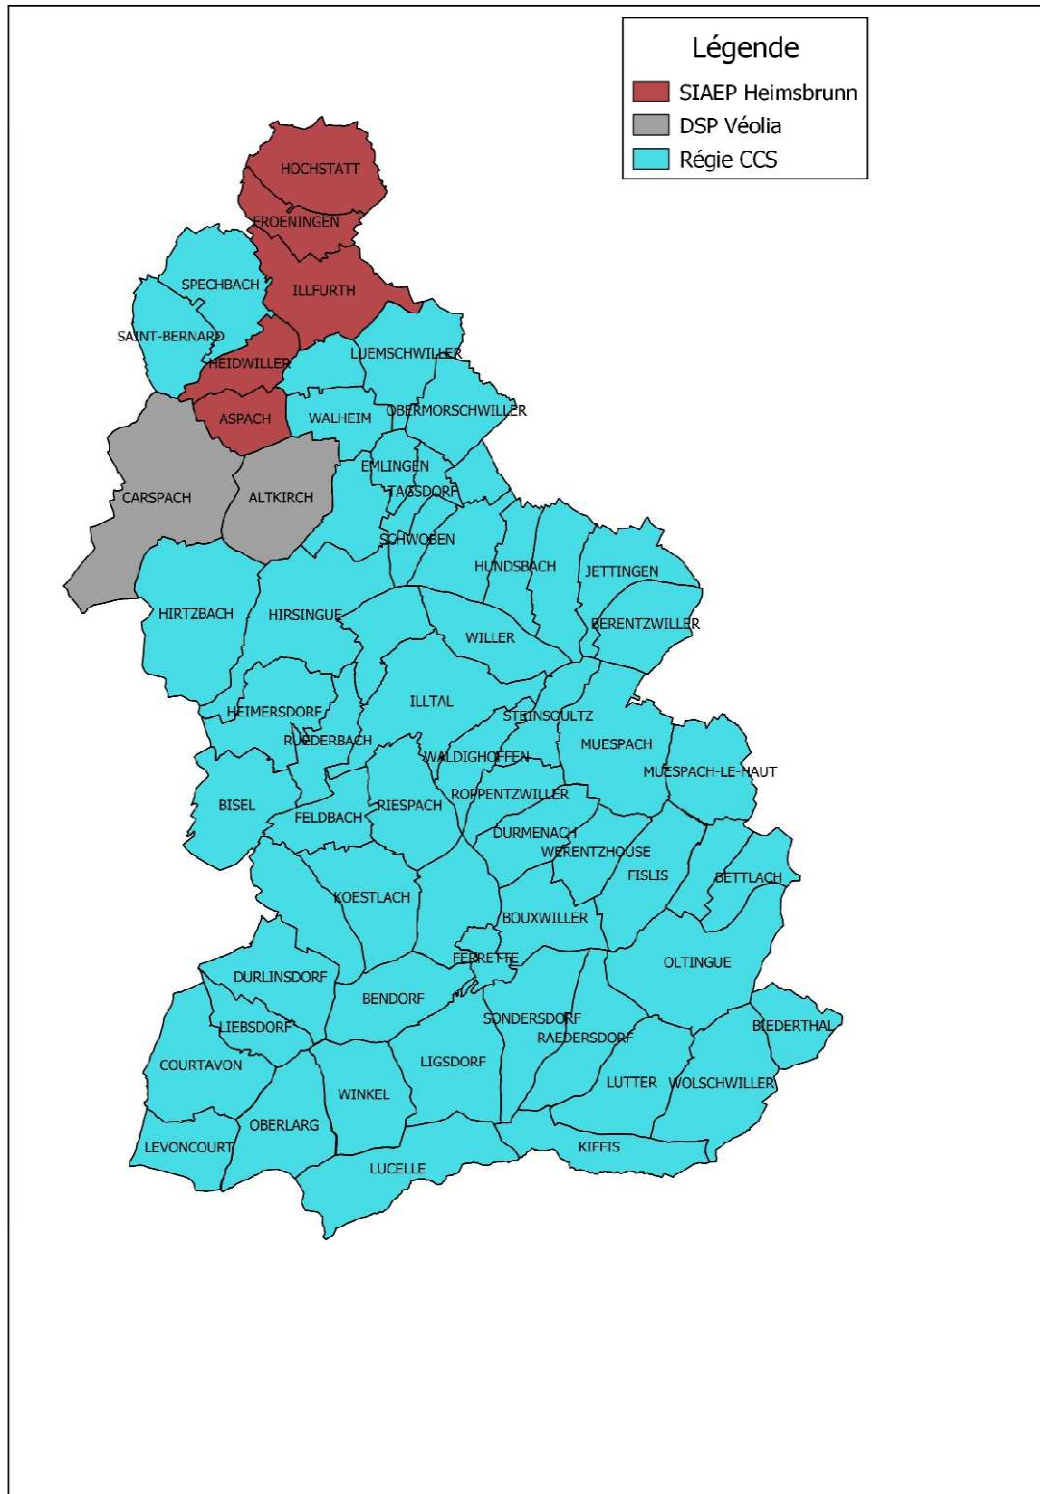 Légende
SIAEP Heimsbrunn
DSP Véolia
Régie CCS
HOCHSTATT
FROENINGEN
SPECHBACH
ILLFURTH
SAINT-BERNARD
LUEMSCHWILLER
HEIDWILLER
OBERMORSCHWILLER
ASPACH
WALHEIM
EMLINGEN
TAGSDORF
CARSPACH
ALTKIRCH
SCHWOBEN
HUNDSBACH
JETTINGEN
HIRTZBACH
HIRSINGUE
BERENTZWILLER
WILLER
ILLTAL
HEIMERSDORF
STEINSOULTZ
RUEDERBACH
MUESPACH
WALDIGHOFFEN
MUESPACH-LE-HAUT
ROPPENTZWILLER
BISEL
RIESPACH
FELDBACH
DURMENACH
WERENTZHOUSE
FISLIS
BETTLACH
KOESTLACH
BOUXWILLER
FERRETTE
OLTINGUE
DURLINSDORF
BENDORF
SONDERSDORF
LIEBSDORF
BIEDERTHAL
RAEDERSDORF
COURTAVON
LIGSDORF
LUTTER
WOLSCHWILLER
WINKEL
OBERLARG
LEVONCOURT
KIFFIS
LUCELLE